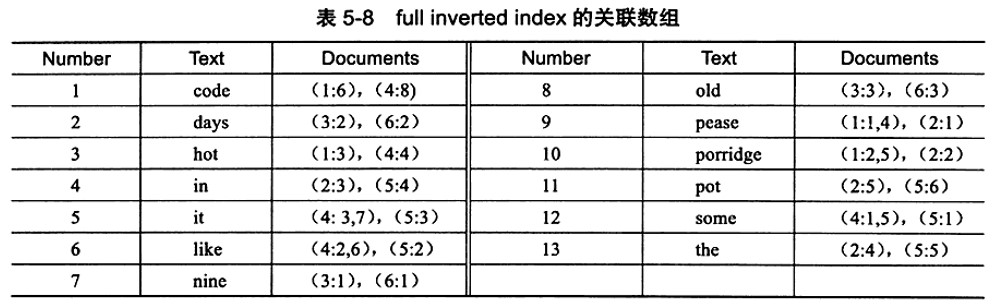 表 5-8 full inverted index 的关联数组
Number Text Documents Number Text Documents
1 code （1:6），（4:8） 8 old （3:3），（6:3）
2 days （3:2），（6:2） 9 pease （1:1,4），（2:1）
3 hot （1:3），（4:4） 10 porridge （1:2,5），（2:2）
4 in （2:3），（5:4） 11 pot （2:5），（5:6）
5 it （4: 3,7），（5:3） 12 some （4:1,5），（5:1）
6 like （4:2,6），（5:2） 13 the （2:4），（5:5）
7 nine （3:1），（6:1）